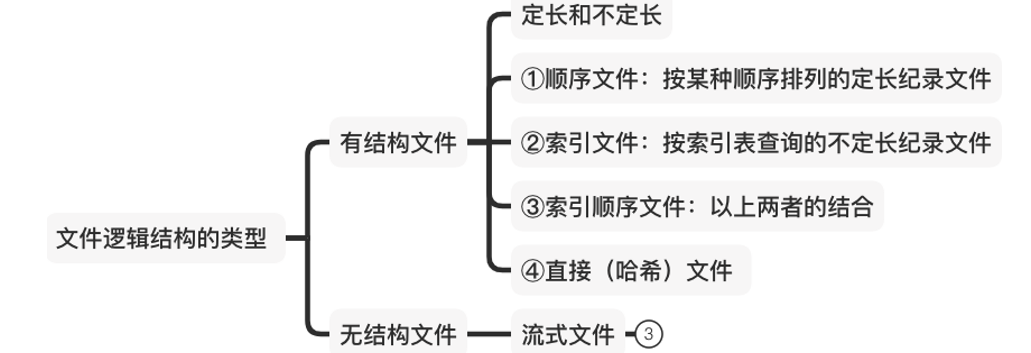 定长和不定长
①顺序文件：按某种顺序排列的定长纪录文件
有结构文件
②索引文件：按索引表查询的不定长纪录文件
③索引顺序文件：以上两者的结合
文件逻辑结构的类型
④直接（哈希）文件
无结构文件
流式文件
3